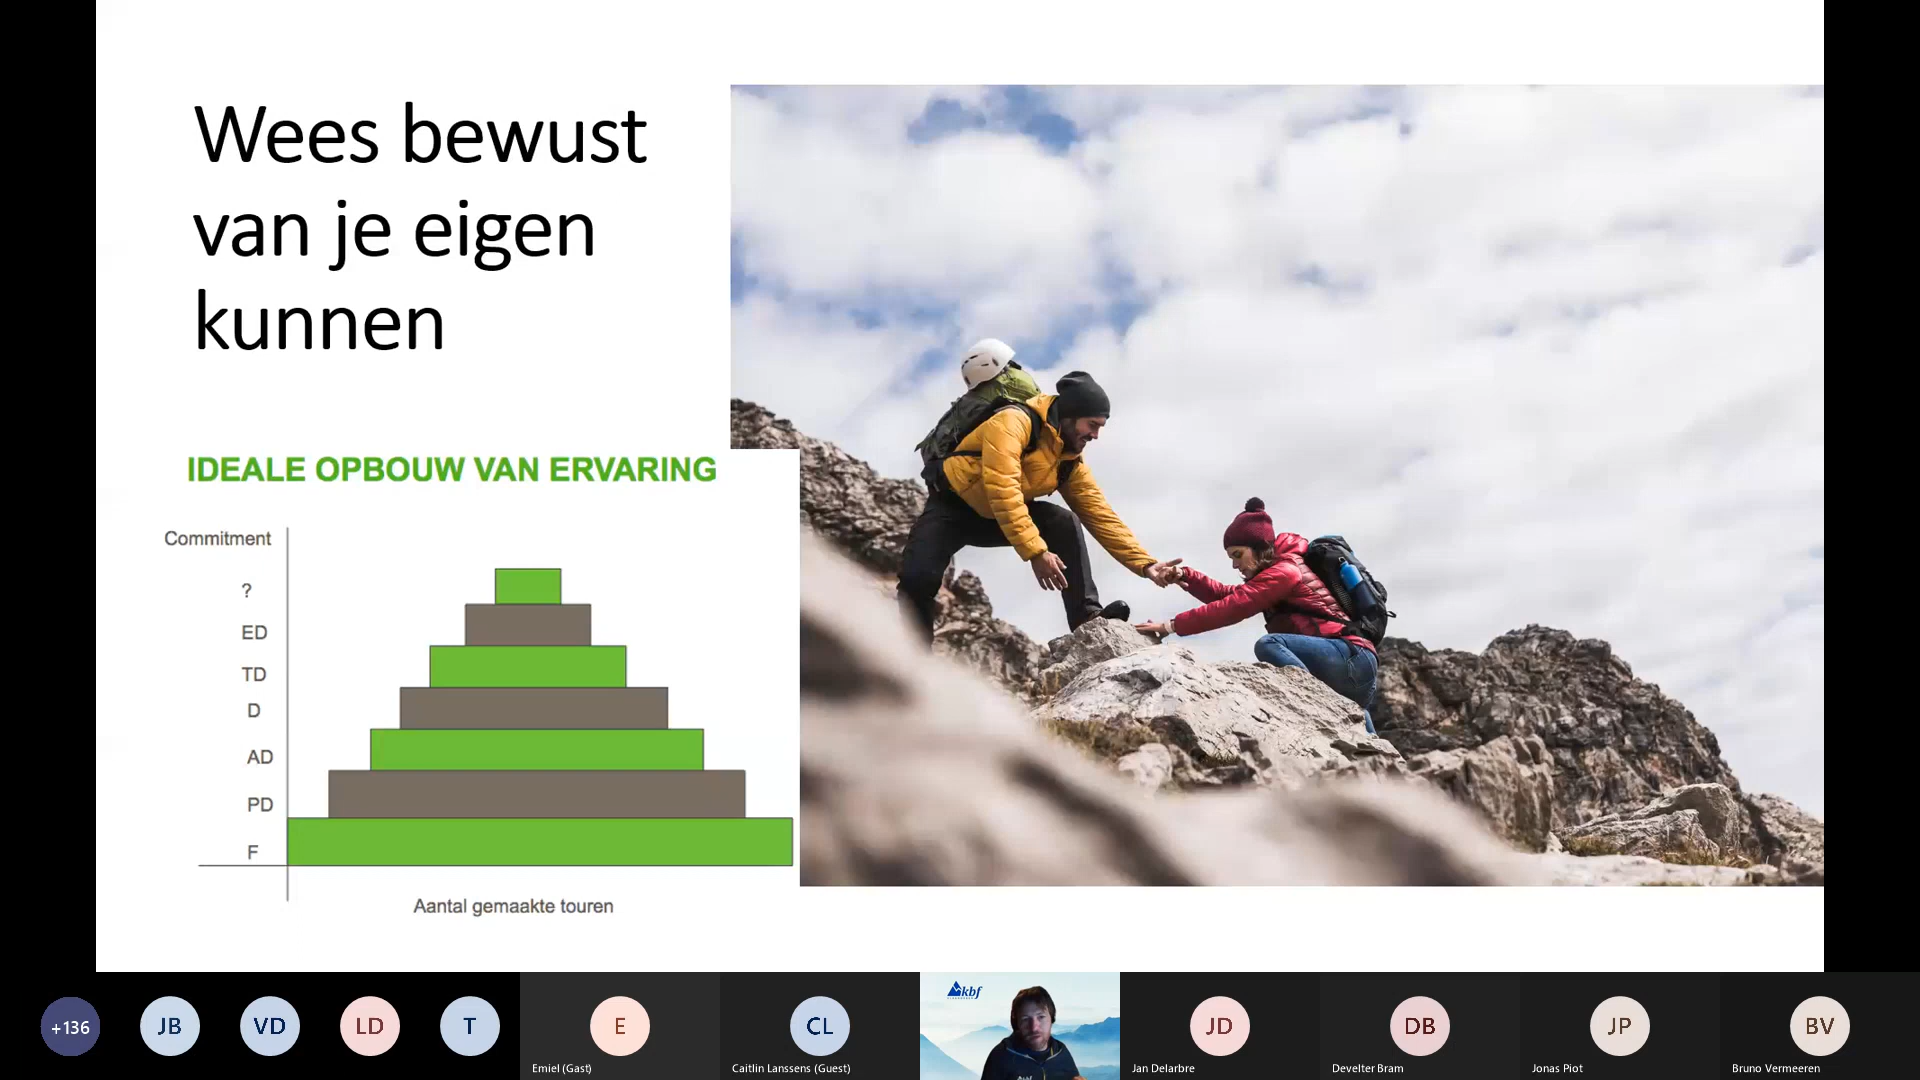 Wees bewust
van je eigen
kunnen
IDEALE OPBOUW VAN ERVARING
Commitment
?
ED
TD
D
AD
PD
F
Aantal gemaakte touren
+136
JB
VD
LD
T
E
Emiel (Gast)
CL
Caitlin Lanssens (Guest)
kbf
JD
Jan Delarbre
DB
Develter Bram
JP
Jonas Piot
BV
Bruno Vermeeren